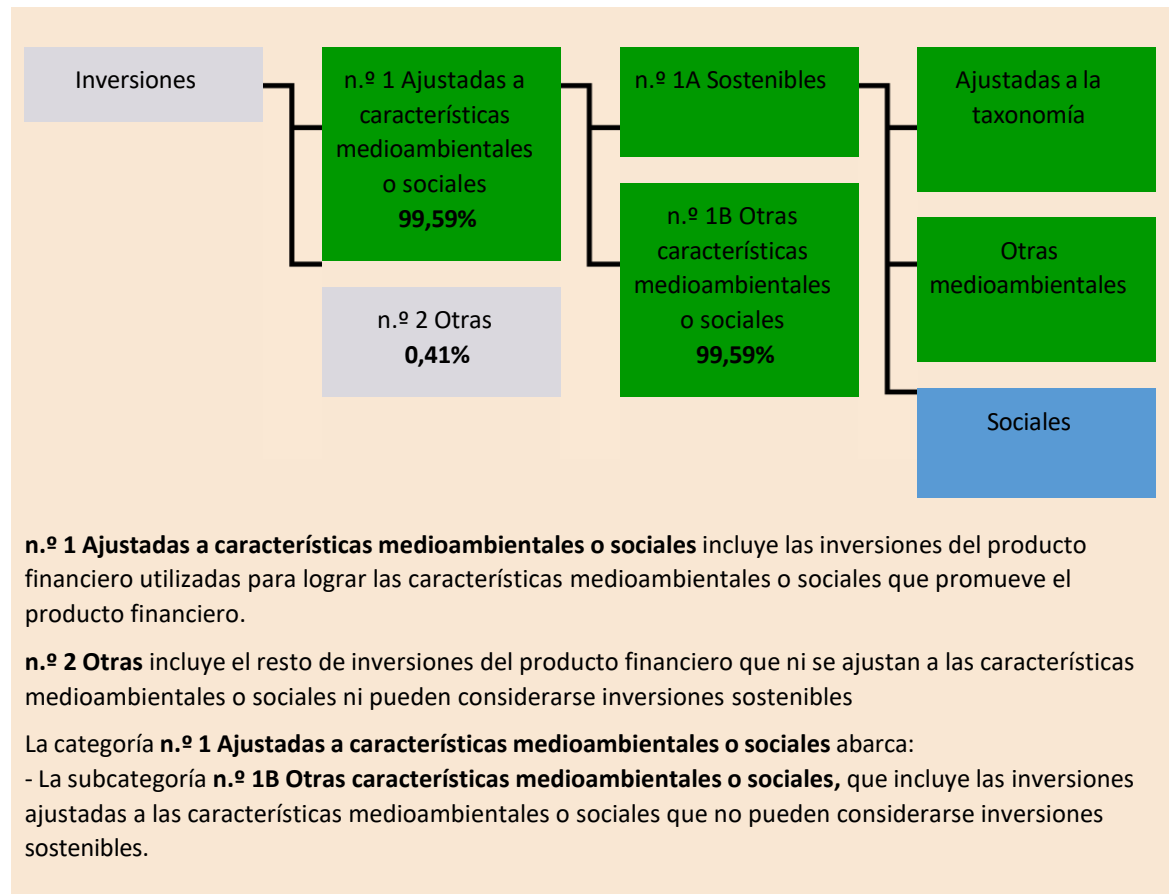 Inversiones
n.º 1 Ajustadas a
características
medioambientales
o sociales
99,59%
n.º 2 Otras
0,41%
n.º 1A Sostenibles
n.º 1B Otras
características
medioambientales
o sociales
99,59%
Ajustadas a la
taxonomía
Otras
medioambientales
Sociales
n.º 1 Ajustadas a características medioambientales o sociales incluye las inversiones del producto
financiero utilizadas para lograr las características medioambientales o sociales que promueve el
producto financiero.
n.º 2 Otras incluye el resto de inversiones del producto financiero que ni se ajustan a las características
medioambientales o sociales ni pueden considerarse inversiones sostenibles
La categoría n.º 1 Ajustadas a características medioambientales o sociales abarca:
- La subcategoría n.º 1B Otras características medioambientales o sociales, que incluye las inversiones
ajustadas a las características medioambientales o sociales que no pueden considerarse inversiones
sostenibles.